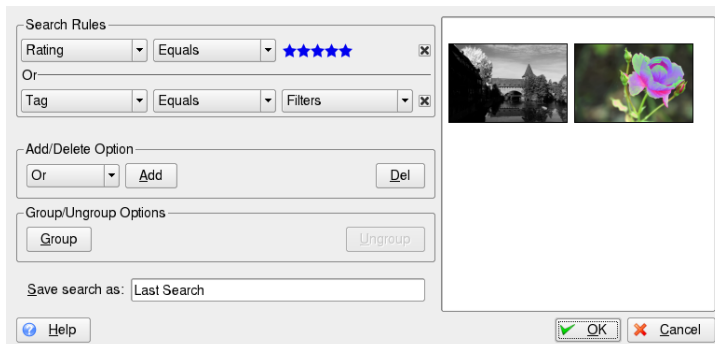 Search Rules
Rating Equals
Or
Tag Equals Filters
Add/Delete Option
Or Add Del
Group/Ungroup Options
Group Ungroup
Save search as: Last Search
Help OK Cancel